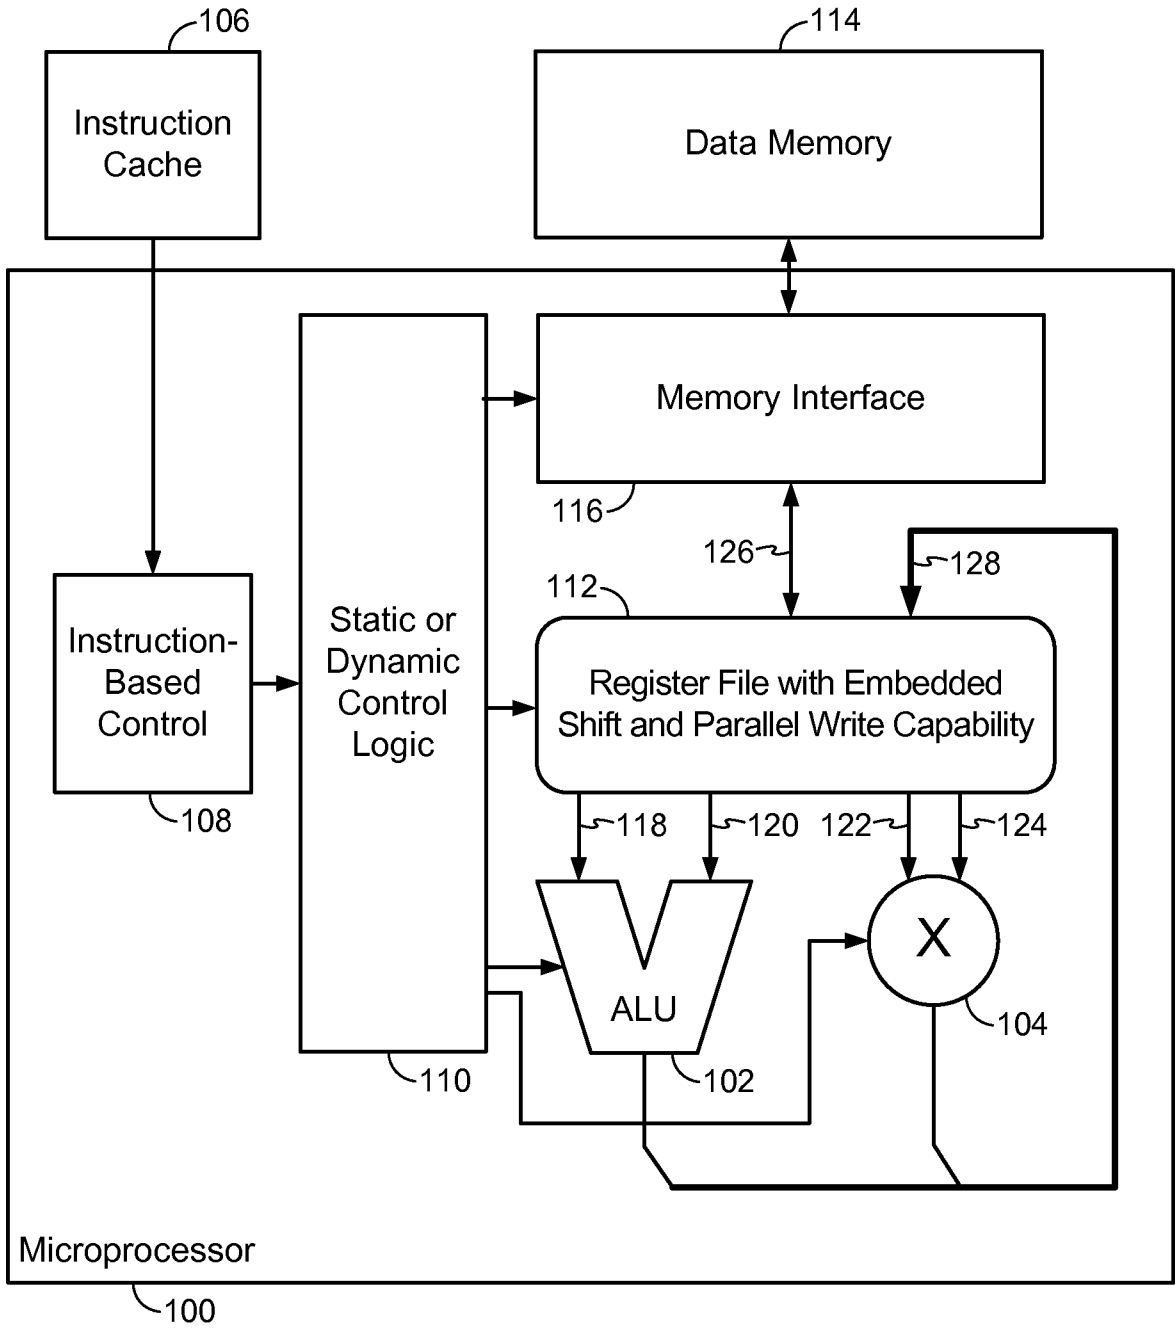 106
114
Instruction
Cache
Data Memory
Memory Interface
116
126
128
112
Instruction-
Based
Control
Static or
Dynamic
Control
Logic
Register File with Embedded
Shift and Parallel Write Capability
108
118
120
122
124
X
ALU
104
110
102
Microprocessor
100